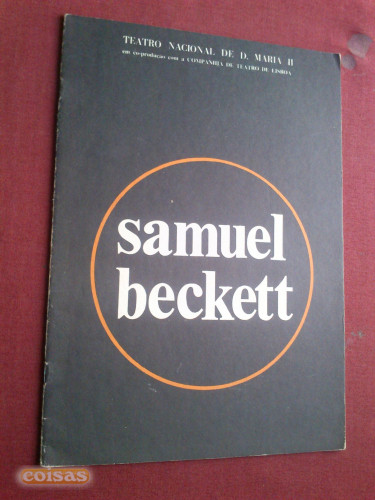 TEATRO NACIONAL DE D. MARIA II
em co-produção com a COMPANHIA DE TEATRO DE LISBOA
samuel
beckett
coisas